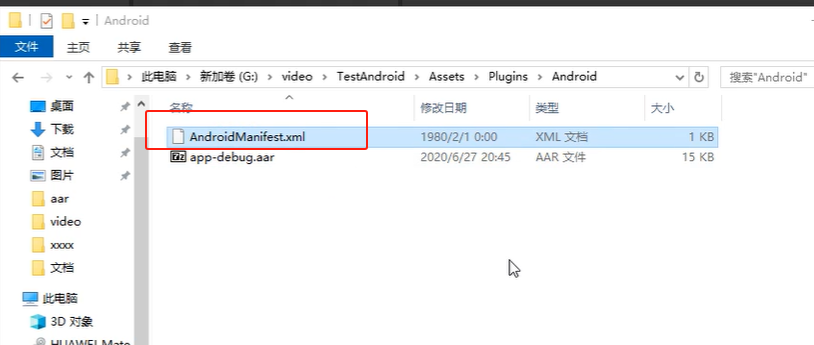 Android
文件 主页 共享 查看
此电脑 新加卷 (G:) video TestAndroid Assets Plugins Android 搜索"Android"
桌面
下载
文档
图片
aar
video
xxxx
文档
此电脑
3D 对象
HUAWEI Mate
名称 修改日期 类型 大小
AndroidManifest.xml 1980/2/1 0:00 XML 文档 1 KB
app-debug.aar 2020/6/27 20:45 AAR 文件 15 KB